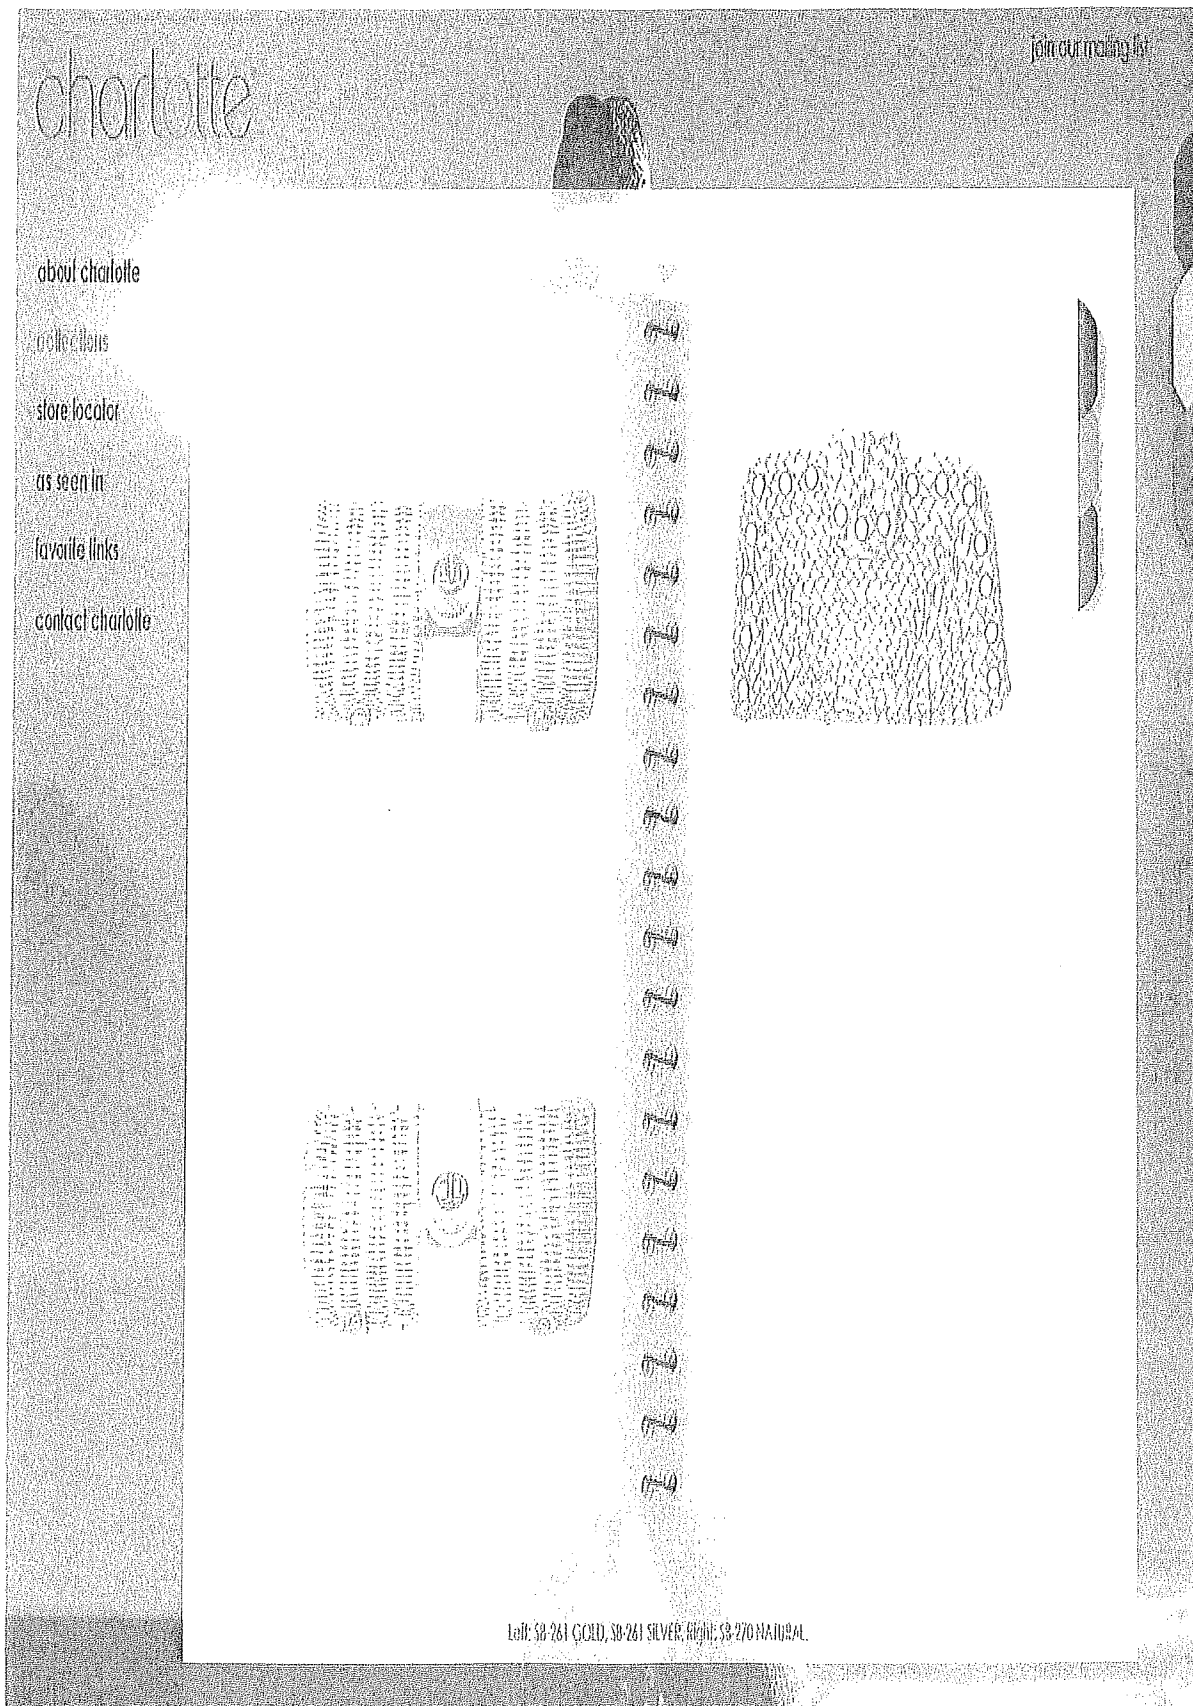 charlotte
join our mailing list
about charlotte
collections
store locator
as seen in
favorite links
contact charlotte
Left: SB-261 GOLD, SB-261 SILVER, Right: SB-270 NATURAL.